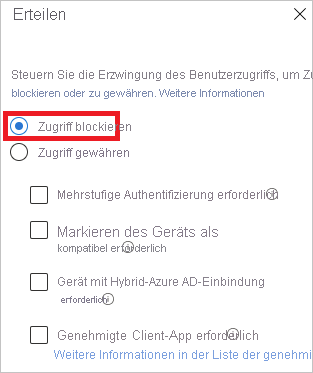 Erteilen
Steuern Sie die Erzwingung des Benutzerzugriffs, um
blockieren oder zu gewähren. Weitere Informationen
Zugriff blockieren
Zugriff gewähren
Mehrstufige Authentifizierung erforderlich
Markieren des Geräts als
kompatibel erforderlich
Gerät mit Hybrid-Azure AD-Einbindung
erforderlich
Genehmigte Client-App erforderlich
Weitere Informationen in der Liste der